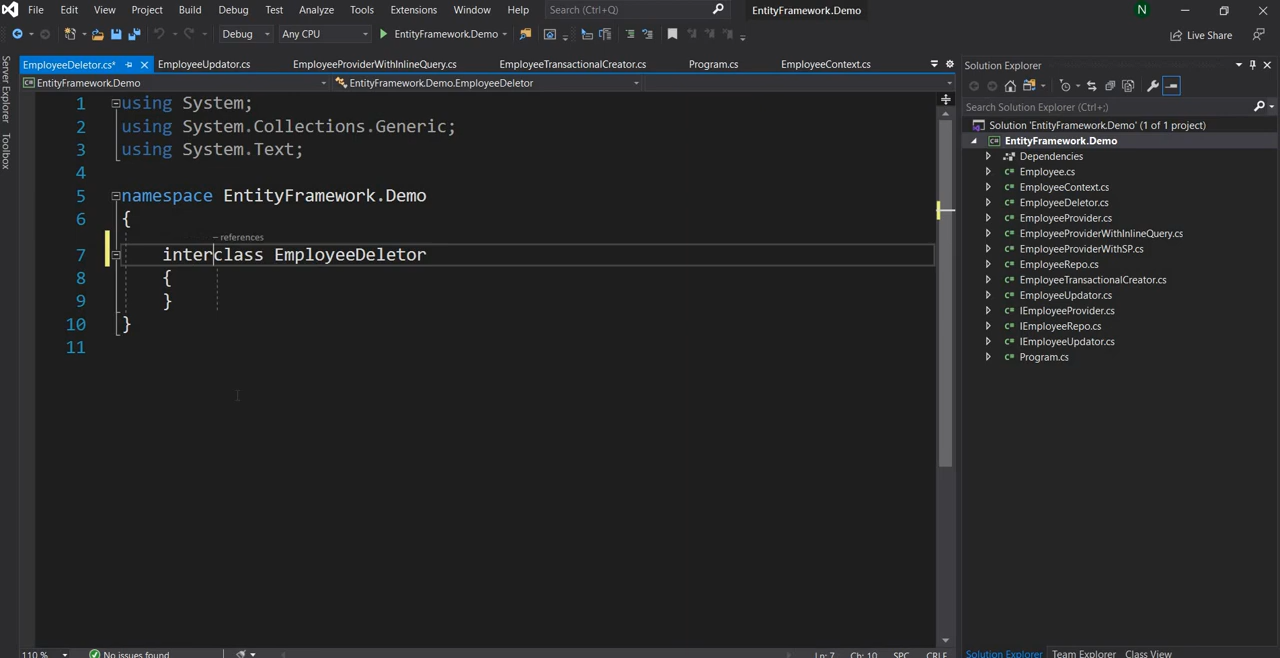 File Edit View Project Build Debug Test Analyze Tools Extensions Window Help Search (Ctrl+Q) EntityFramework.Demo N
Debug Any CPU EntityFramework.Demo Live Share
EmployeeDeletor.cs* EmployeeUpdator.cs EmployeeProviderWithInlineQuery.cs EmployeeTransactionalCreator.cs Program.cs EmployeeContext.cs
EntityFramework.Demo EntityFramework.Demo.EmployeeDeletor
Server Explorer
Toolbox
1 using System;
2 using System.Collections.Generic;
3 using System.Text;
4
5 namespace EntityFramework.Demo
6 {
– references
7 interclass EmployeeDeletor
8 {
9 }
10 }
11
Solution Explorer
Search Solution Explorer (Ctrl+;)
Solution 'EntityFramework.Demo' (1 of 1 project)
EntityFramework.Demo
Dependencies
Employee.cs
EmployeeContext.cs
EmployeeDeletor.cs
EmployeeProvider.cs
EmployeeProviderWithInlineQuery.cs
EmployeeProviderWithSP.cs
EmployeeRepo.cs
EmployeeTransactionalCreator.cs
EmployeeUpdator.cs
IEmployeeProvider.cs
IEmployeeRepo.cs
IEmployeeUpdator.cs
Program.cs
110 % No issues found Ln: 7 Ch: 10 SPC CRLF
Solution Explorer Team Explorer Class View